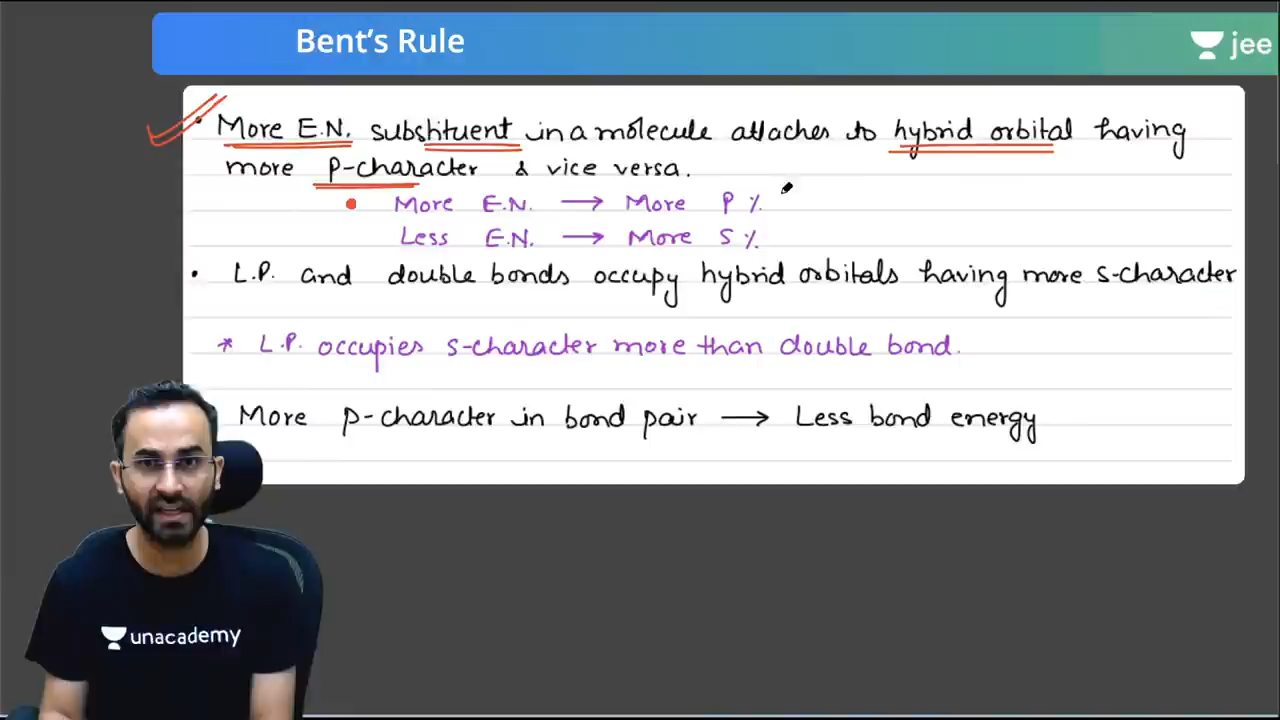 Bent's Rule
jee
• More E.N. substituent in a molecule attaches to hybrid orbital having
more p-character & vice versa.
• More E.N. → More P %
Less E.N. → More S %
• L.P. and double bonds occupy hybrid orbitals having more s-character
* L.P. occupies s-character more than double bond.
More p-character in bond pair → Less bond energy
unacademy